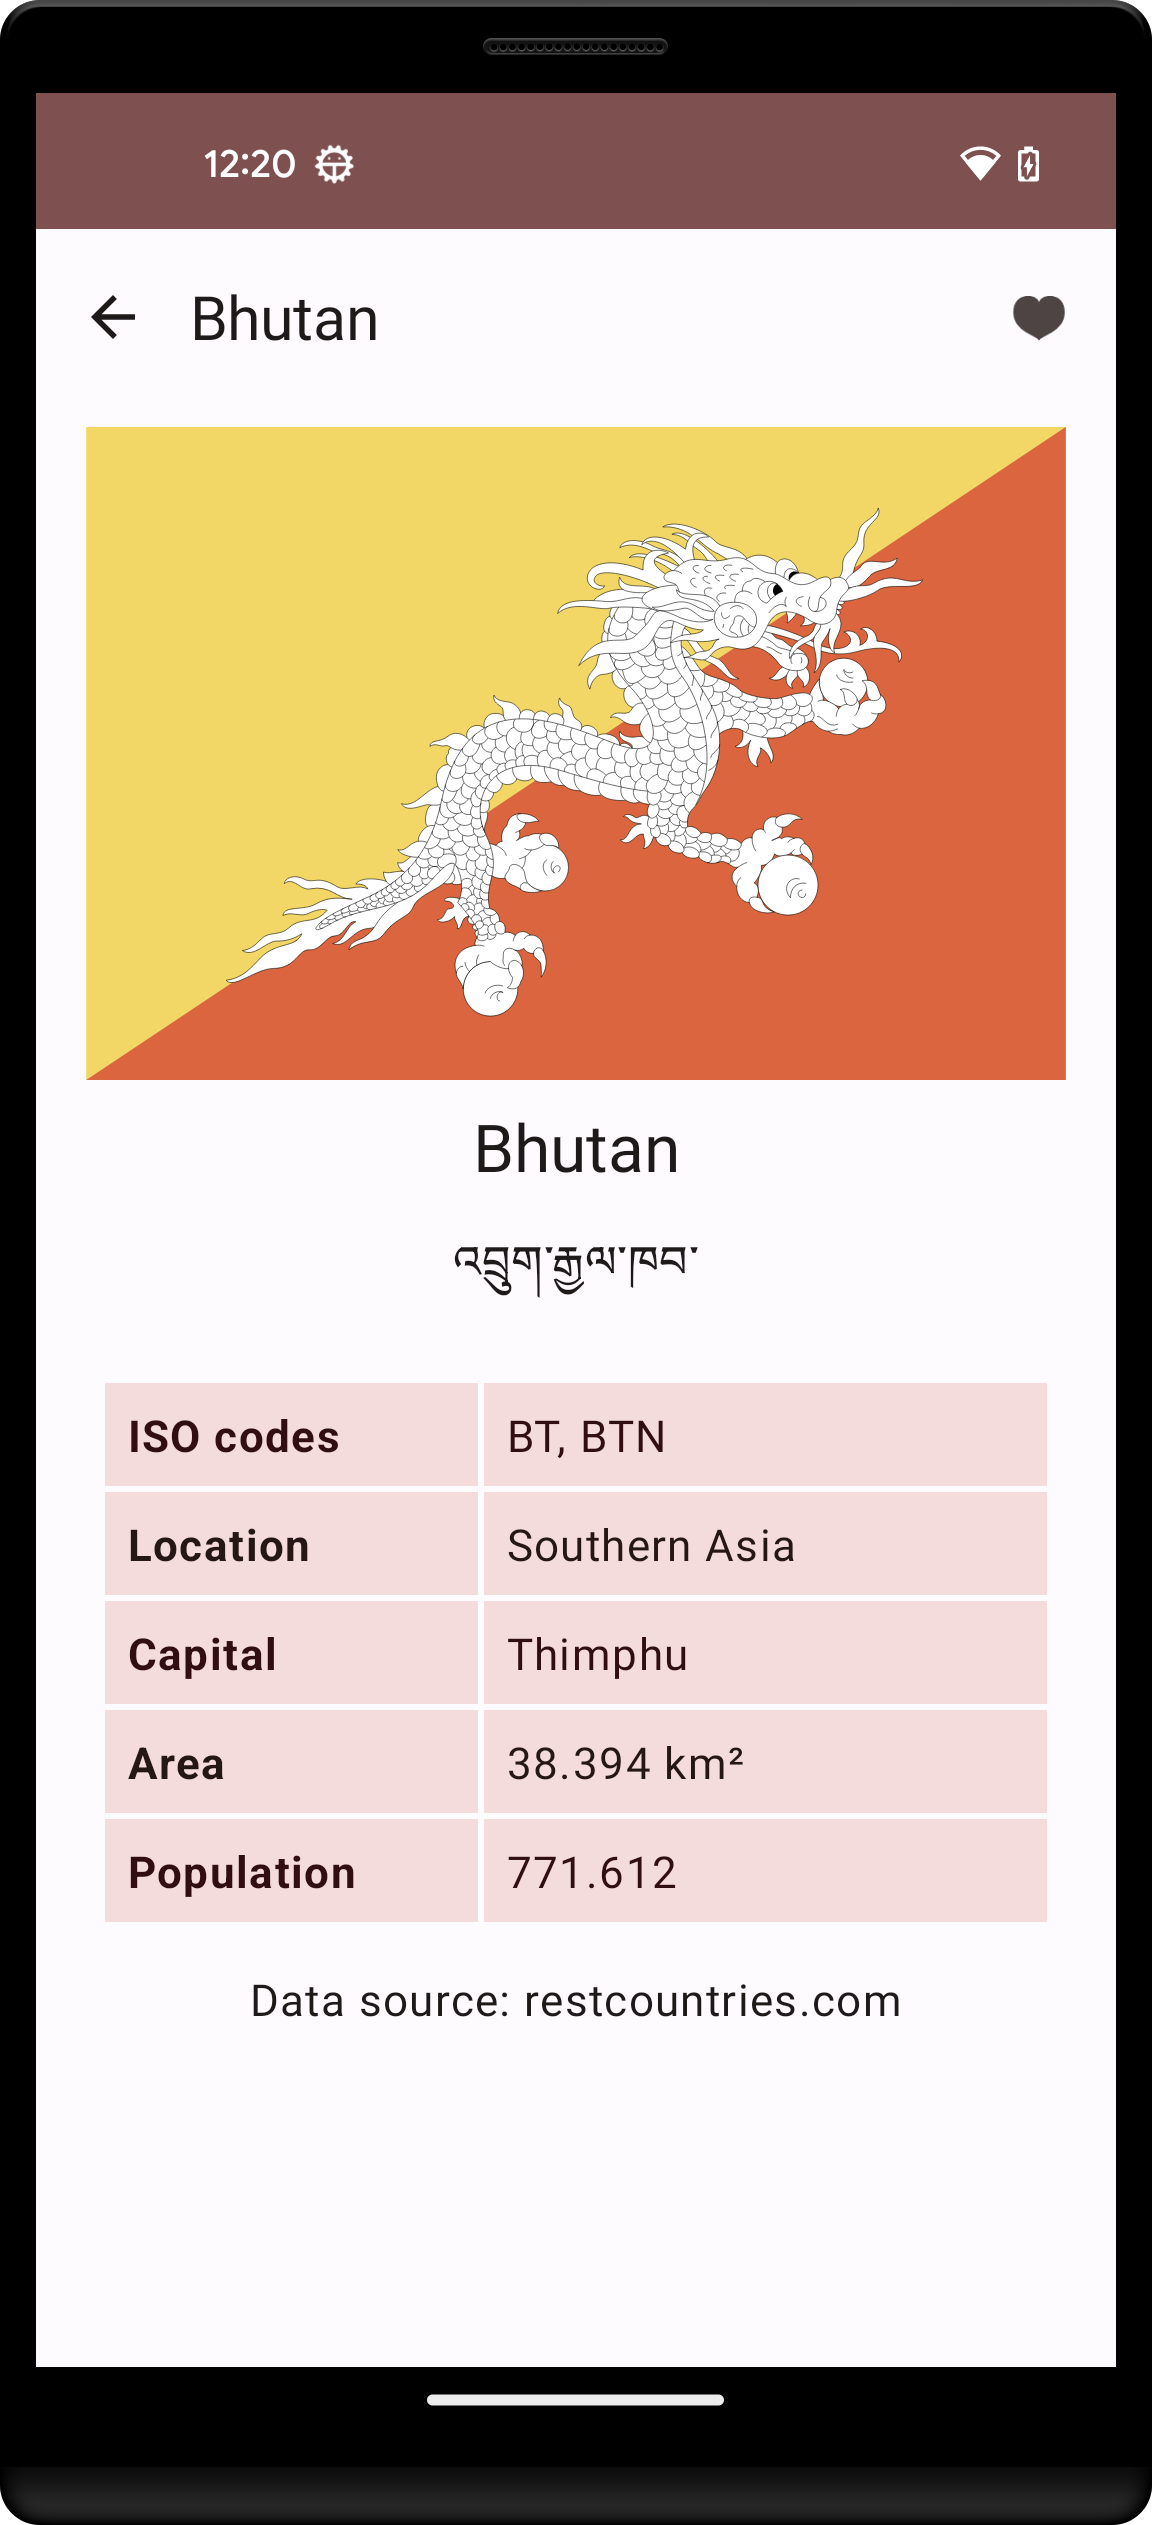 12:20
Bhutan
Bhutan
འབྲུག་རྒྱལ་ཁབ་
ISO codes BT, BTN
Location Southern Asia
Capital Thimphu
Area 38.394 km²
Population 771.612
Data source: restcountries.com